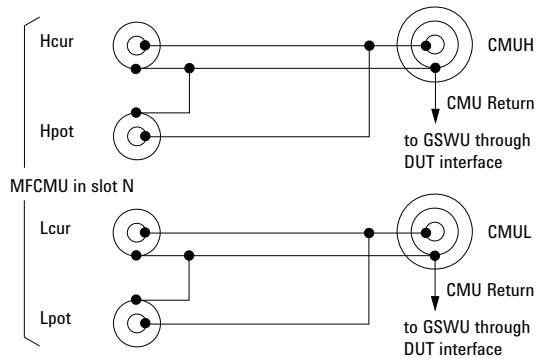 Hcur
CMUH
CMU Return
Hpot
to GSWU through
DUT interface
MFCMU in slot N
Lcur
CMUL
CMU Return
Lpot
to GSWU through
DUT interface